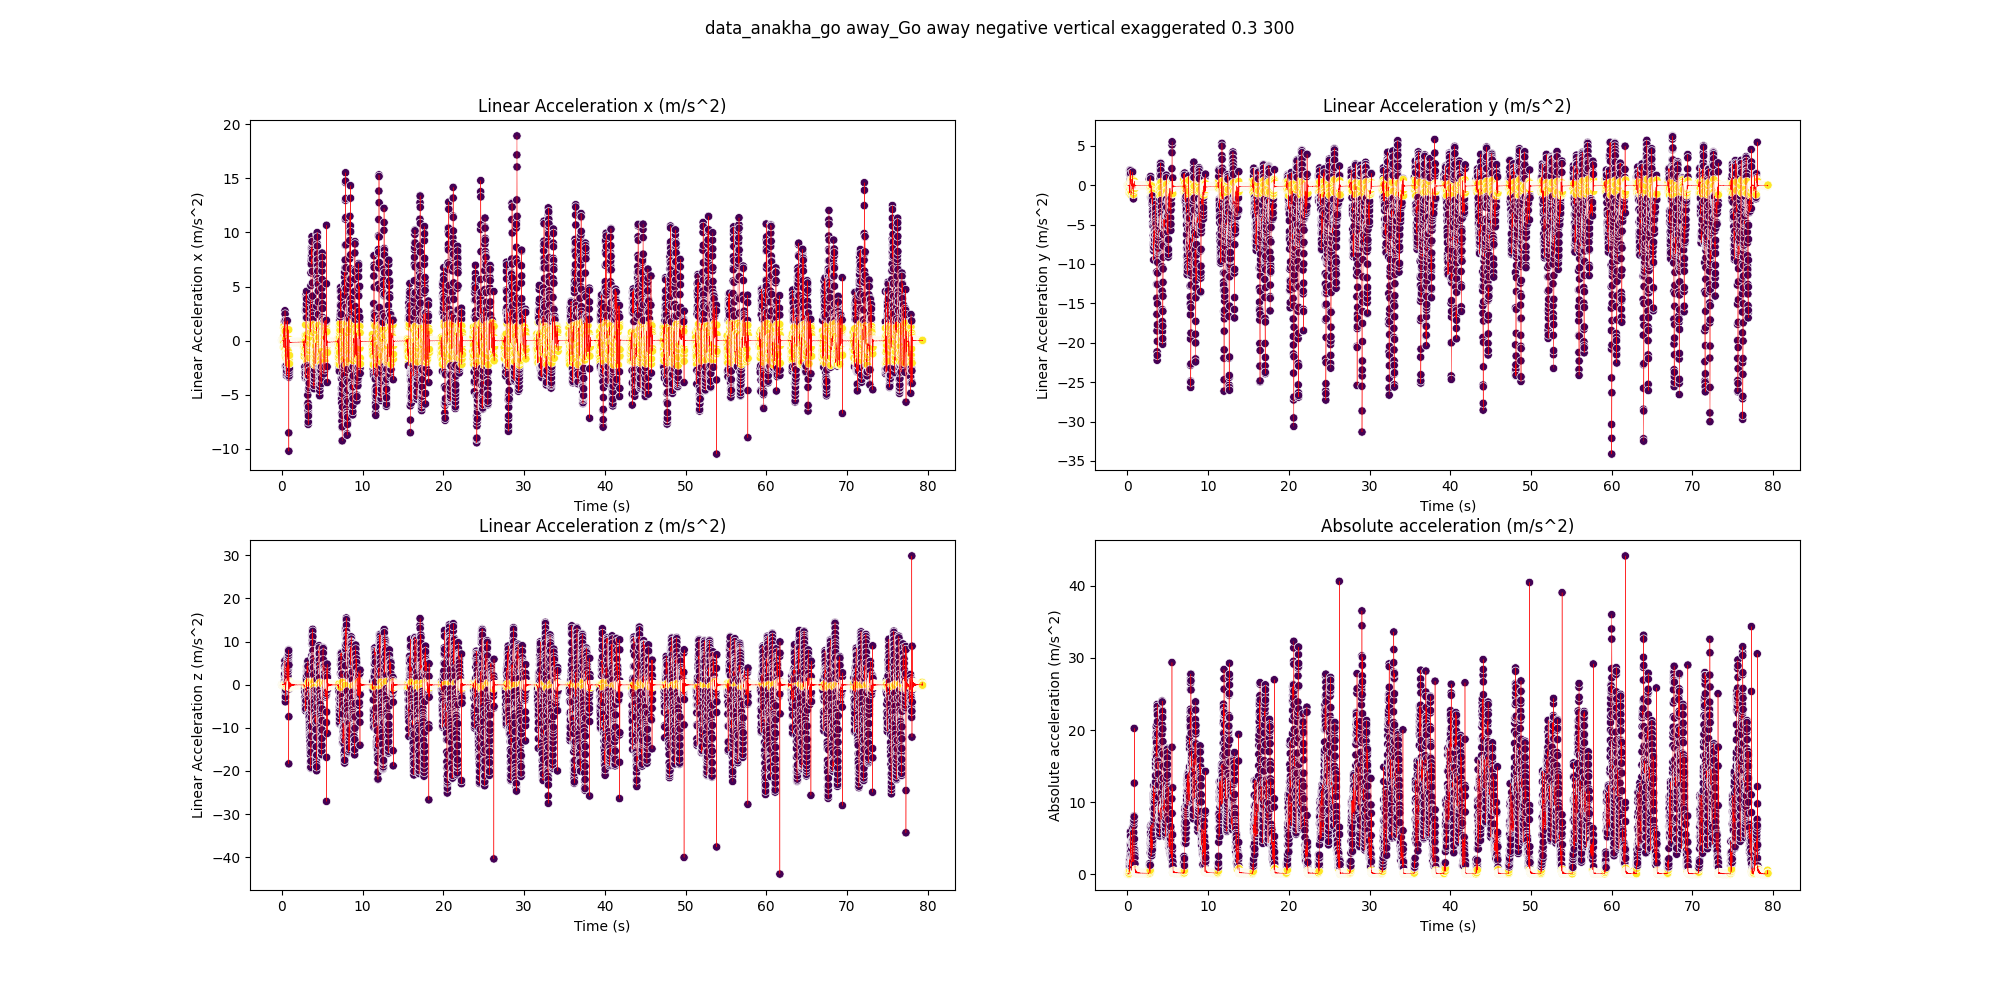 data_anakha_go away_Go away negative vertical exaggerated 0.3 300
Linear Acceleration x (m/s^2)
Linear Acceleration x (m/s^2)
20
15
10
5
0
−5
−10
0 10 20 30 40 50 60 70 80
Time (s)
Linear Acceleration y (m/s^2)
Linear Acceleration y (m/s^2)
5
0
−5
−10
−15
−20
−25
−30
−35
0 10 20 30 40 50 60 70 80
Time (s)
Linear Acceleration z (m/s^2)
Linear Acceleration z (m/s^2)
30
20
10
0
−10
−20
−30
−40
0 10 20 30 40 50 60 70 80
Time (s)
Absolute acceleration (m/s^2)
Absolute acceleration (m/s^2)
40
30
20
10
0
0 10 20 30 40 50 60 70 80
Time (s)